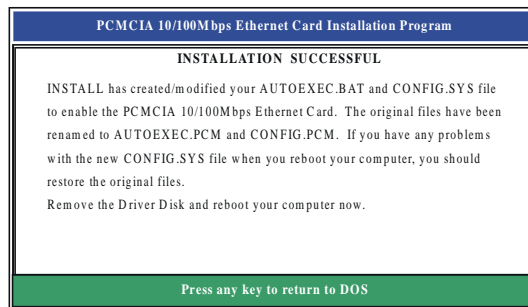 PCMCIA 10/100Mbps Ethernet Card Installation Program
INSTALLATION SUCCESSFUL
INSTALL has created/modified your AUTOEXEC.BAT and CONFIG.SYS file
to enable the PCMCIA 10/100Mbps Ethernet Card. The original files have been
renamed to AUTOEXEC.PCM and CONFIG.PCM. If you have any problems
with the new CONFIG.SYS file when you reboot your computer, you should
restore the original files.
Remove the Driver Disk and reboot your computer now.
Press any key to return to DOS